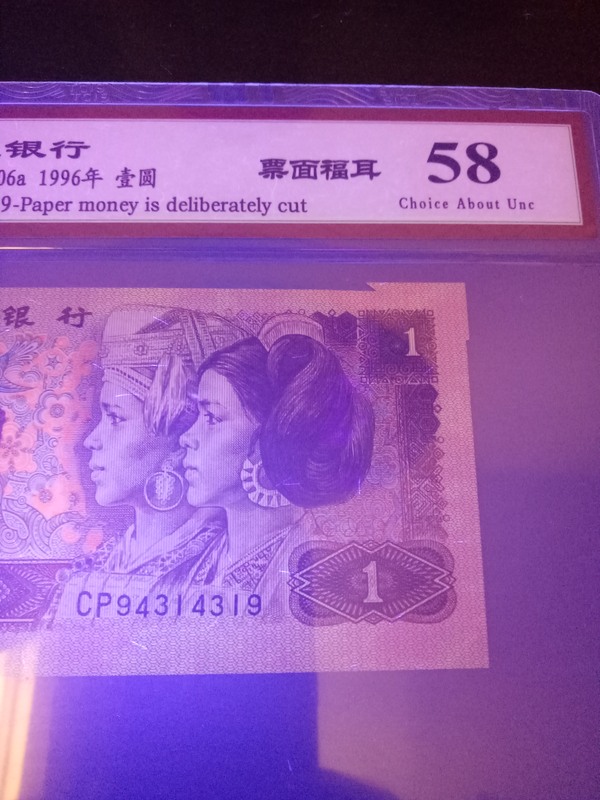 银行
票面福耳 58
06a 1996年 壹圆
9-Paper money is deliberately cut
Choice About Unc
银行
1
1
CP94314319